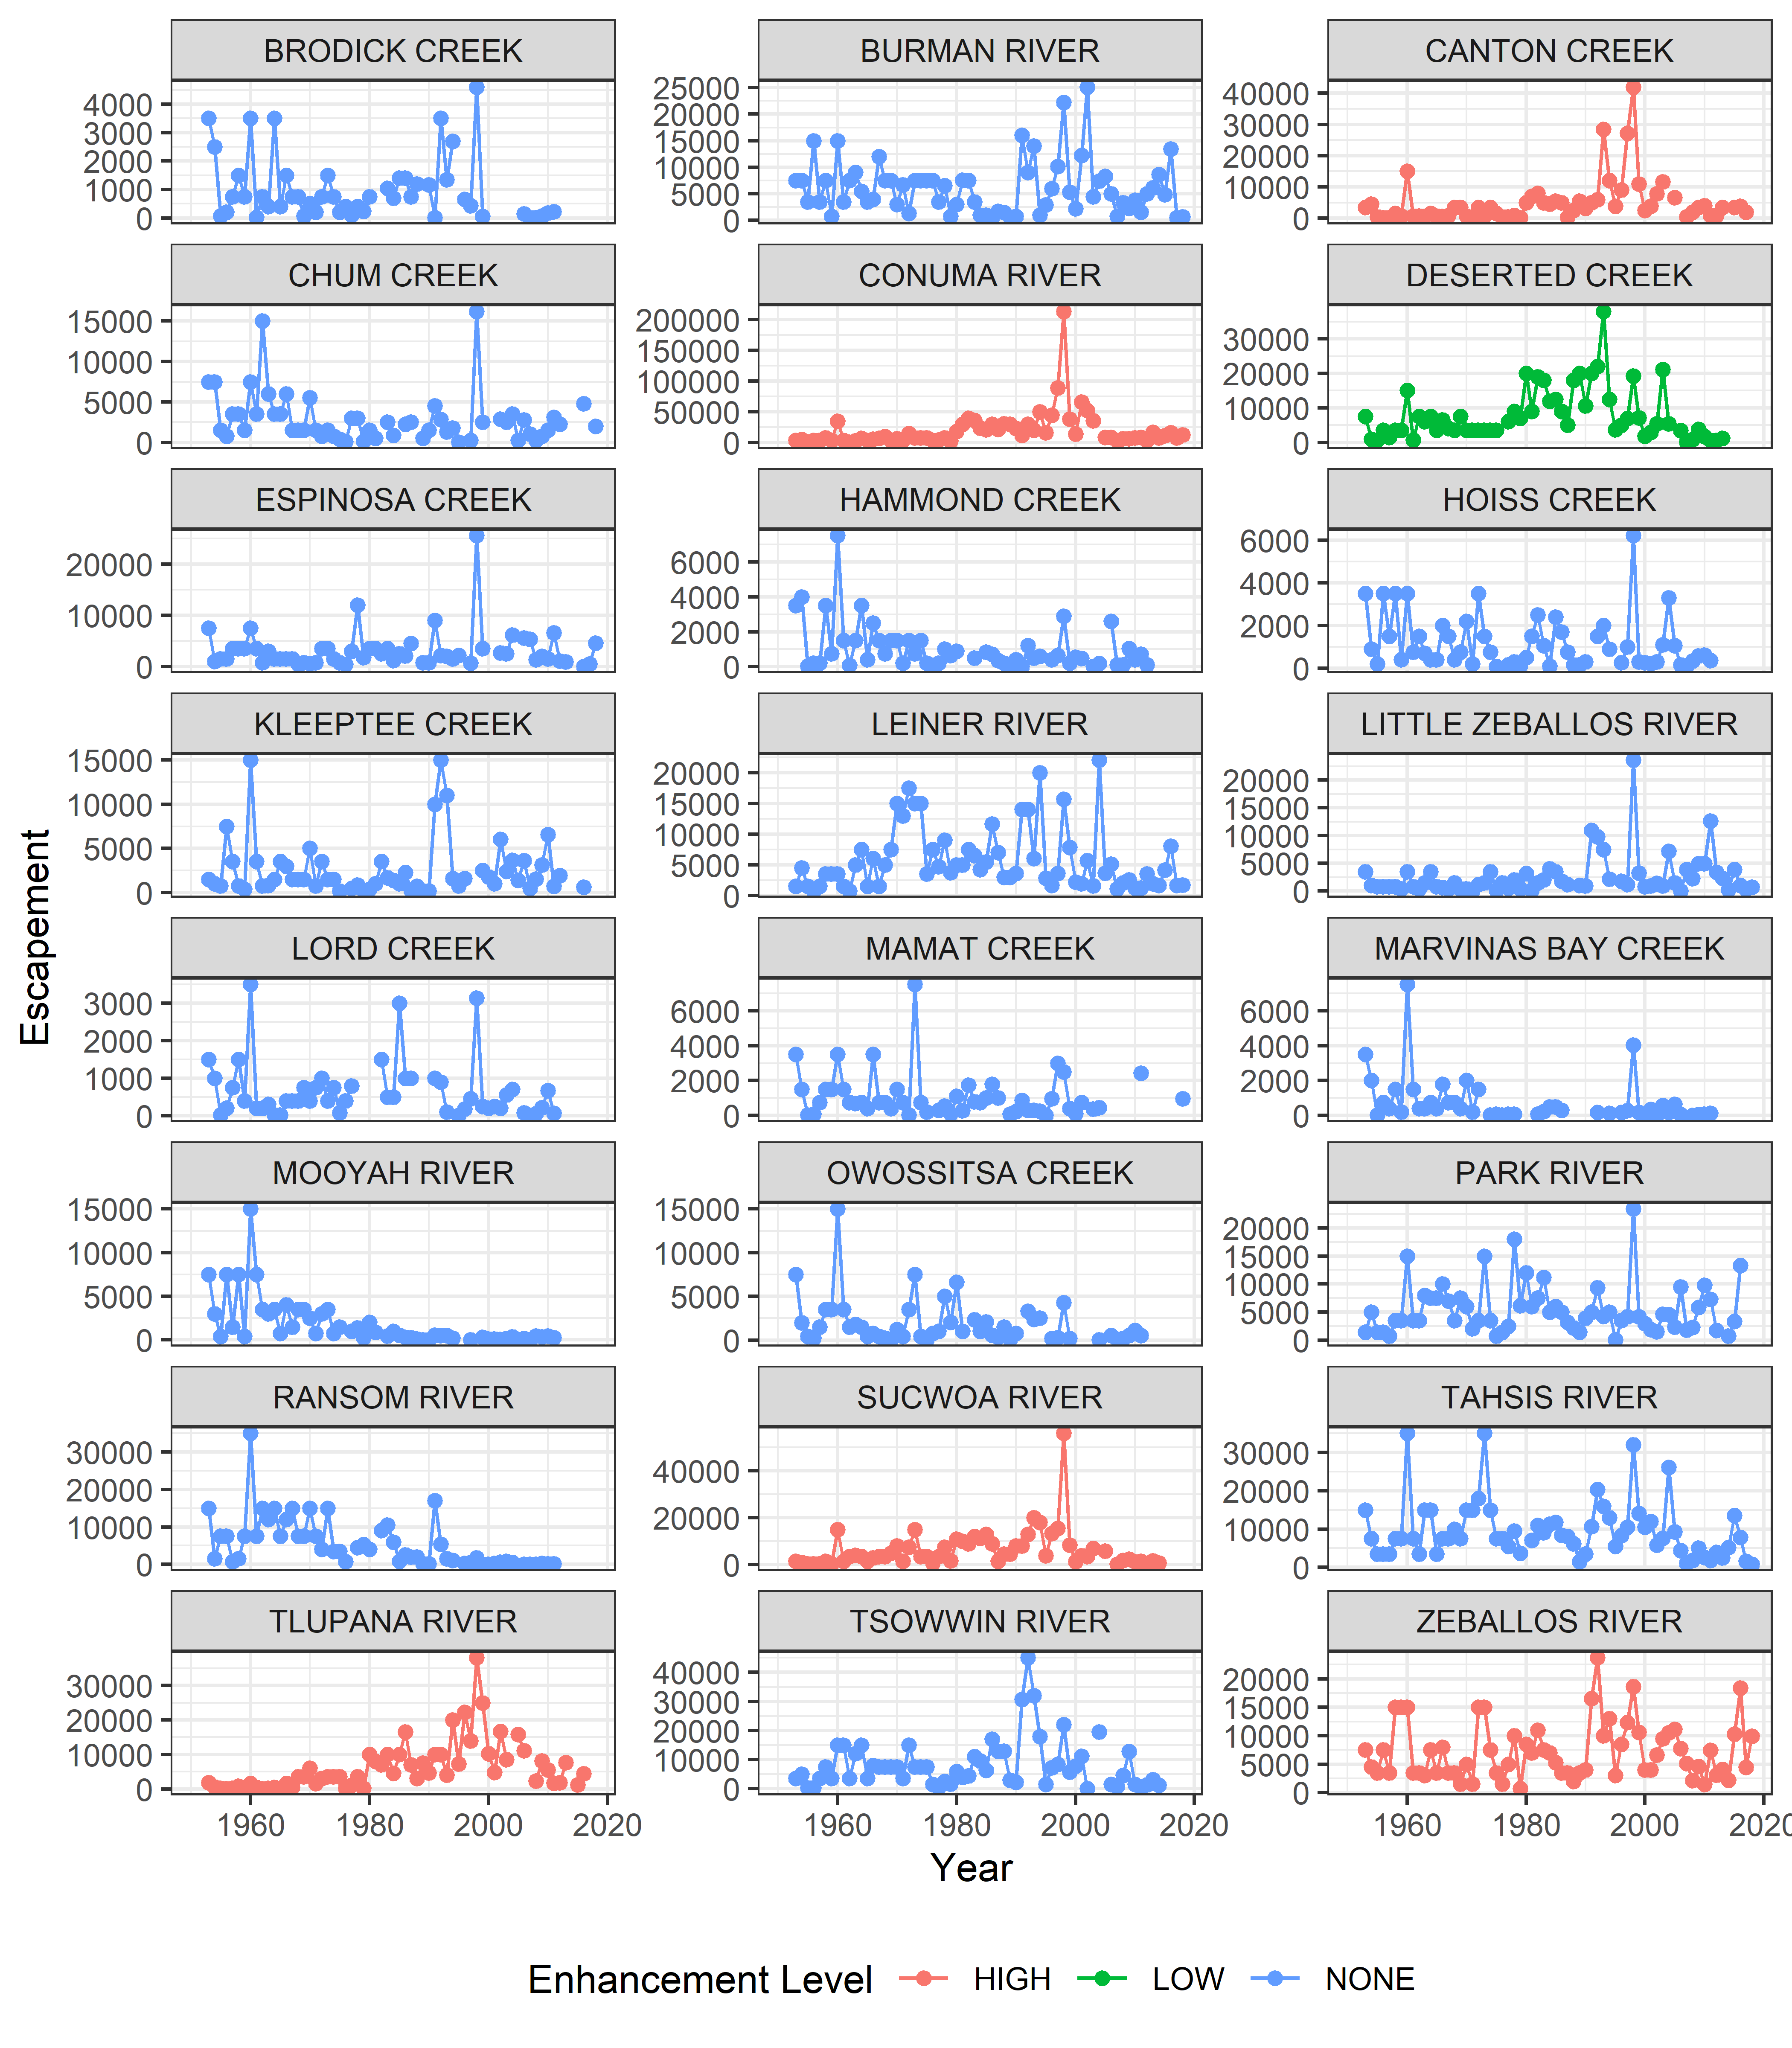 BRODICK CREEK BURMAN RIVER CANTON CREEK
4000 3000 2000 1000 0
25000 20000 15000 10000 5000 0
40000 30000 20000 10000 0
CHUM CREEK CONUMA RIVER DESERTED CREEK
15000 10000 5000 0
200000 150000 100000 50000 0
30000 20000 10000 0
ESPINOSA CREEK HAMMOND CREEK HOISS CREEK
20000 10000 0
6000 4000 2000 0
6000 4000 2000 0
KLEEPTEE CREEK LEINER RIVER LITTLE ZEBALLOS RIVER
15000 10000 5000 0
20000 15000 10000 5000 0
20000 15000 10000 5000 0
Escapement
LORD CREEK MAMAT CREEK MARVINAS BAY CREEK
3000 2000 1000 0
6000 4000 2000 0
6000 4000 2000 0
MOOYAH RIVER OWOSSITSA CREEK PARK RIVER
15000 10000 5000 0
15000 10000 5000 0
20000 15000 10000 5000 0
RANSOM RIVER SUCWOA RIVER TAHSIS RIVER
30000 20000 10000 0
40000 20000 0
30000 20000 10000 0
TLUPANA RIVER TSOWWIN RIVER ZEBALLOS RIVER
30000 20000 10000 0
40000 30000 20000 10000 0
20000 15000 10000 5000 0
1960 1980 2000 2020 1960 1980 2000 2020 1960 1980 2000 2020
Year
Enhancement Level HIGH LOW NONE